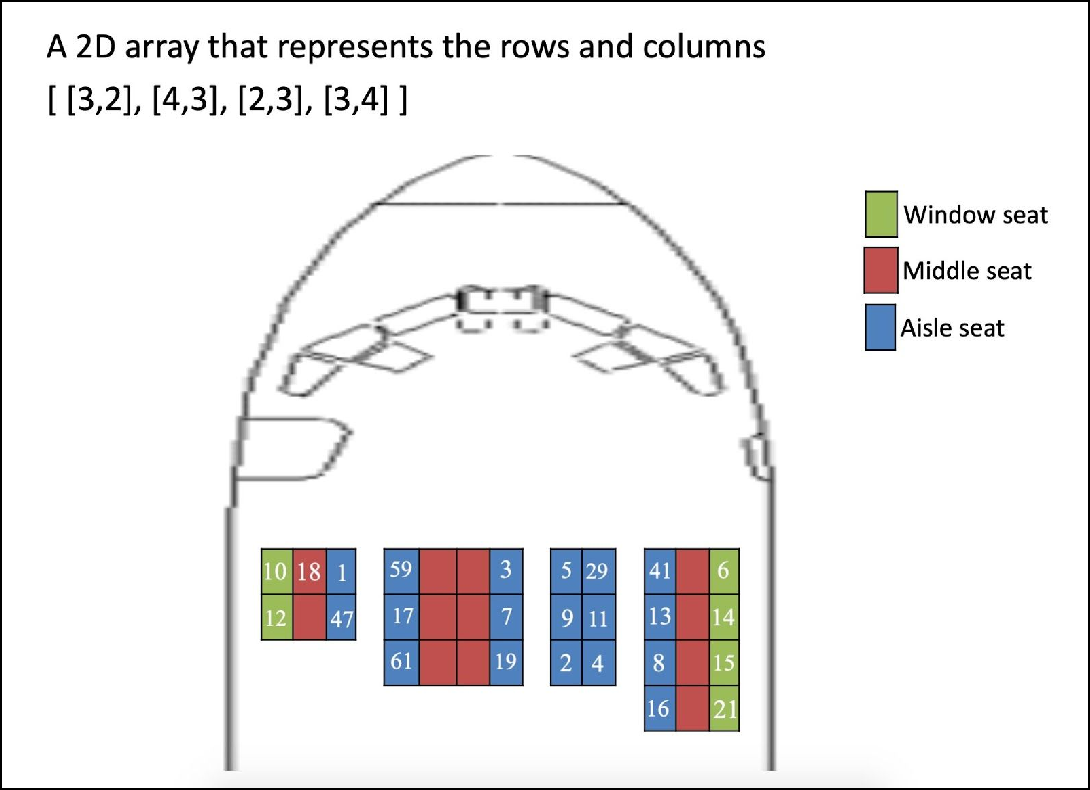 A 2D array that represents the rows and columns
[ [3,2], [4,3], [2,3], [3,4] ]
Window seat
Middle seat
Aisle seat
10 18 1 59 3 5 29 41 6
12 47 17 7 9 11 13 14
61 19 2 4 8 15
16 21